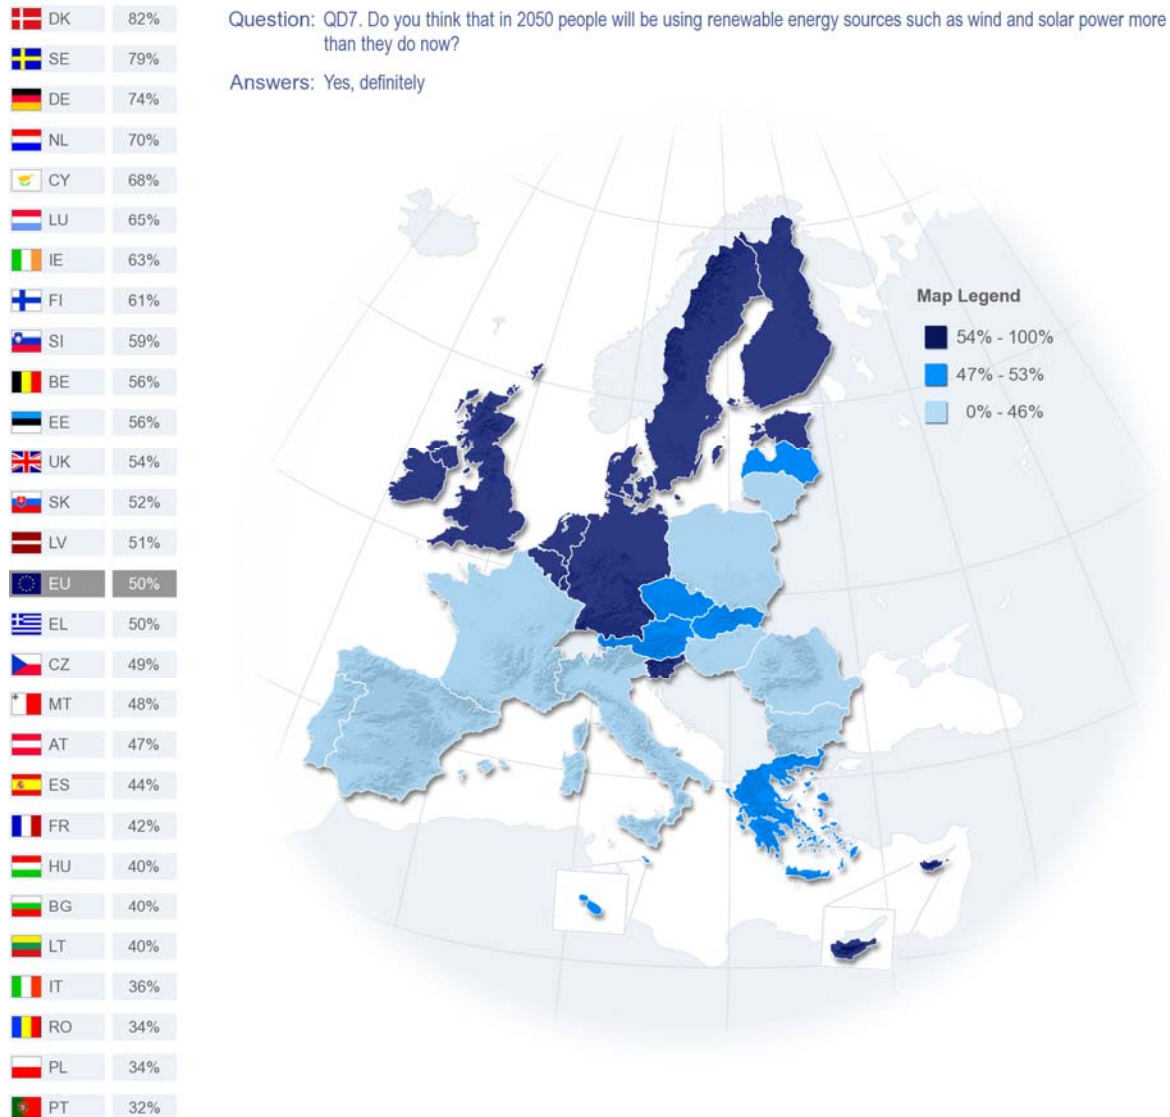 DK 82%
SE 79%
DE 74%
NL 70%
CY 68%
LU 65%
IE 63%
FI 61%
SI 59%
BE 56%
EE 56%
UK 54%
SK 52%
LV 51%
EU 50%
EL 50%
CZ 49%
MT 48%
AT 47%
ES 44%
FR 42%
HU 40%
BG 40%
LT 40%
IT 36%
RO 34%
PL 34%
PT 32%
Question: QD7. Do you think that in 2050 people will be using renewable energy sources such as wind and solar power more
than they do now?
Answers: Yes, definitely
Map Legend
54% - 100%
47% - 53%
0% - 46%